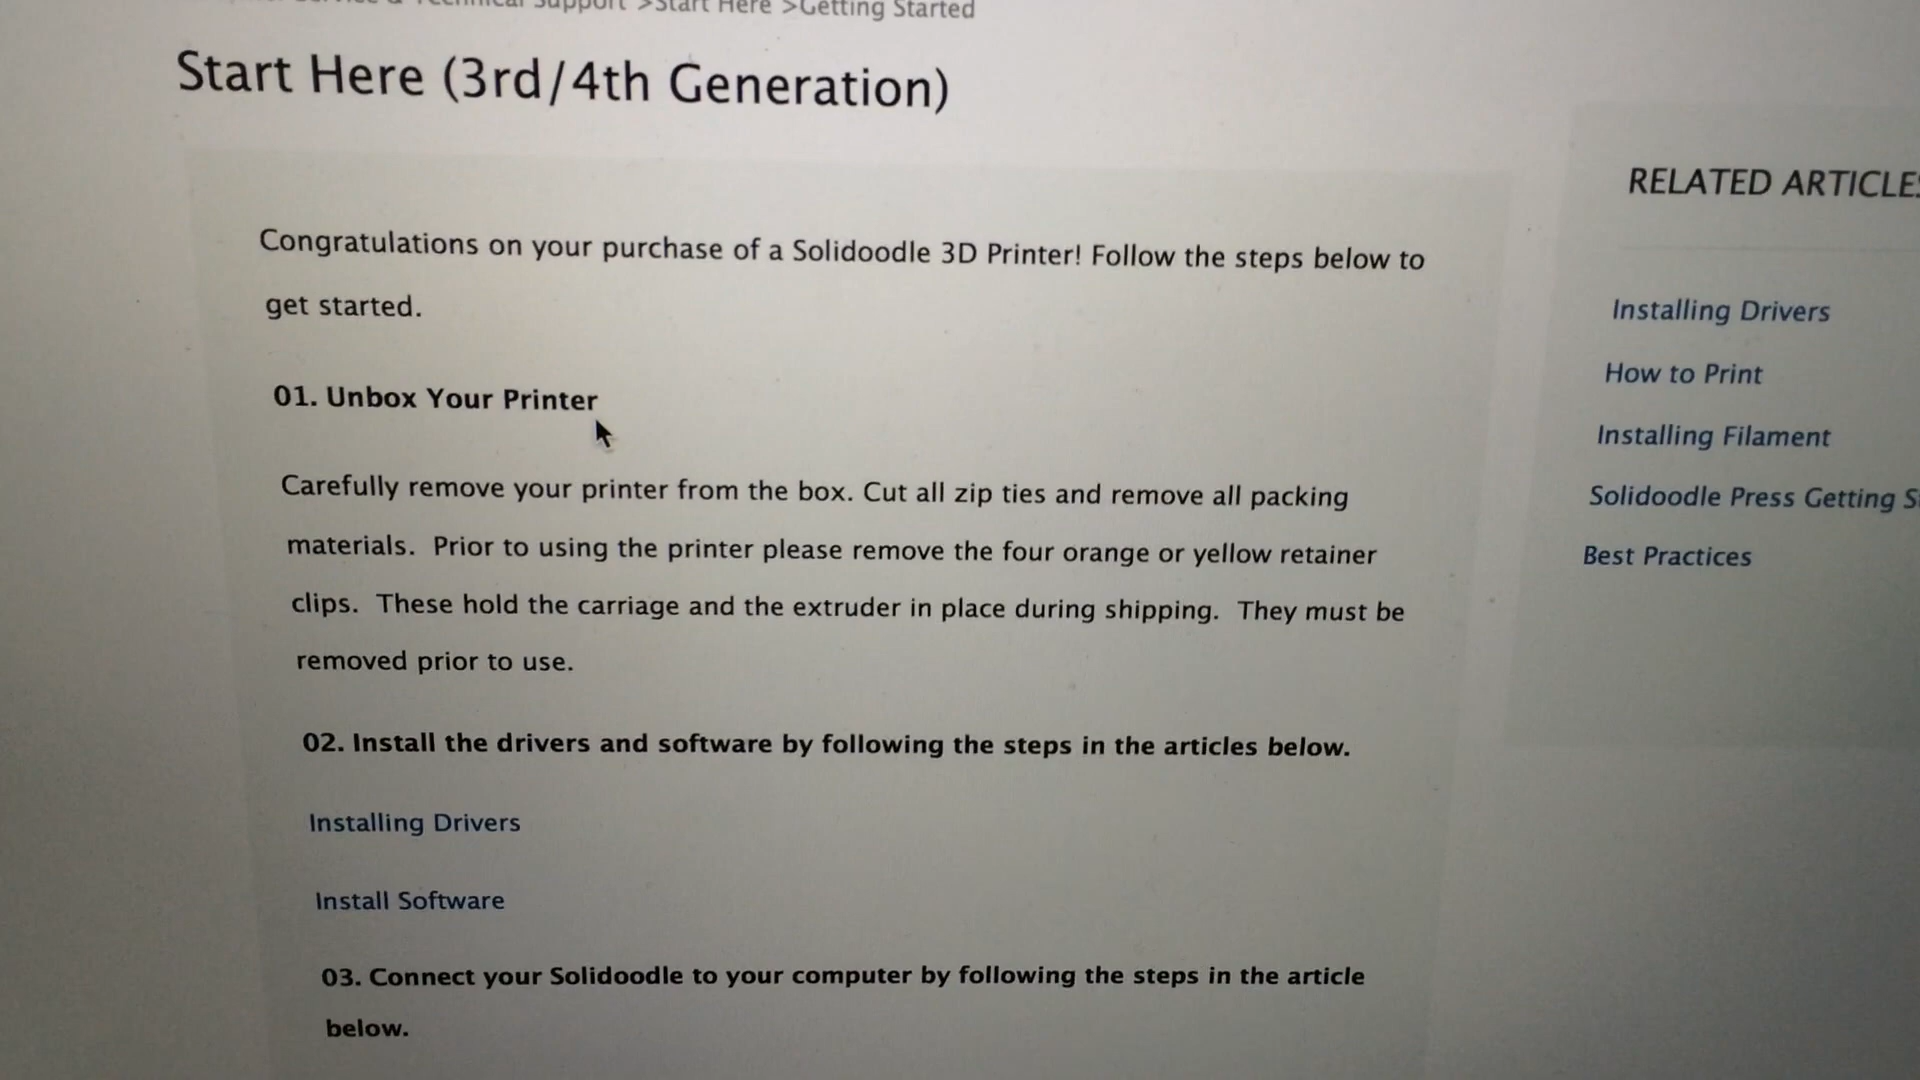 Support >Start Here >Getting Started
Start Here (3rd/4th Generation)
Congratulations on your purchase of a Solidoodle 3D Printer! Follow the steps below to
get started.
01. Unbox Your Printer
Carefully remove your printer from the box. Cut all zip ties and remove all packing
materials.  Prior to using the printer please remove the four orange or yellow retainer
clips.  These hold the carriage and the extruder in place during shipping.  They must be
removed prior to use.
02. Install the drivers and software by following the steps in the articles below.
Installing Drivers
Install Software
03. Connect your Solidoodle to your computer by following the steps in the article
below.
RELATED ARTICLES
Installing Drivers
How to Print
Installing Filament
Solidoodle Press Getting S
Best Practices